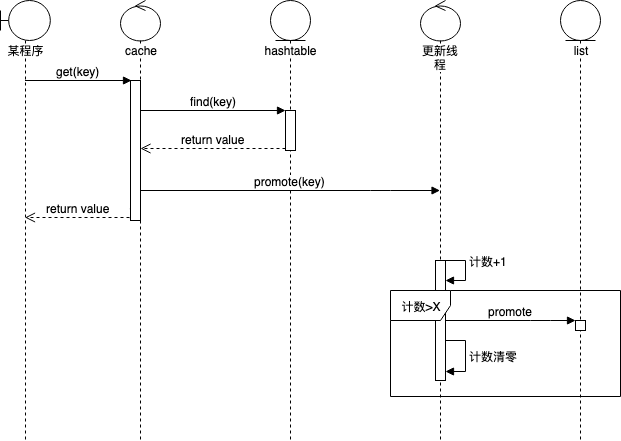 某程序
cache
hashtable
更新线
程
list
get(key)
find(key)
return value
promote(key)
return value
计数+1
计数>X
promote
计数清零